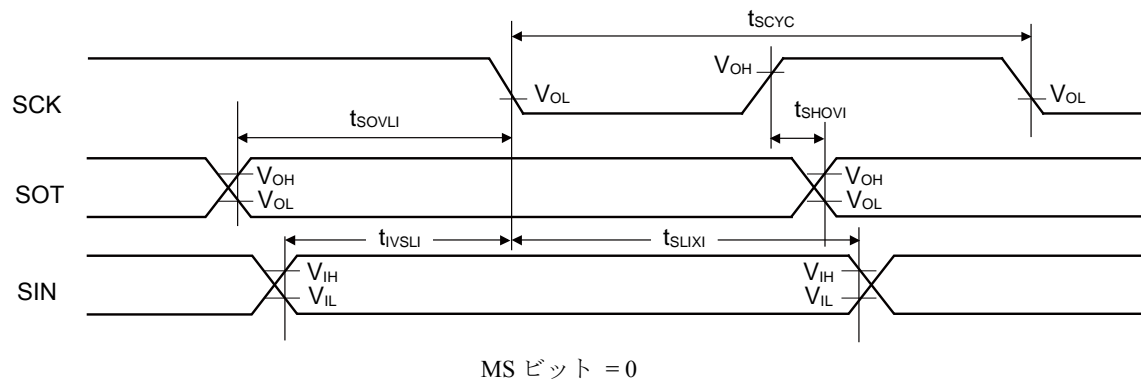 tSCYC
SCK
VOH
VOL
VOL
tSHOVI
tSOVLI
SOT
VOH
VOL
VOH
VOL
tIVSLI
tSLIXI
SIN
VIH
VIL
VIH
VIL
MS ビット = 0